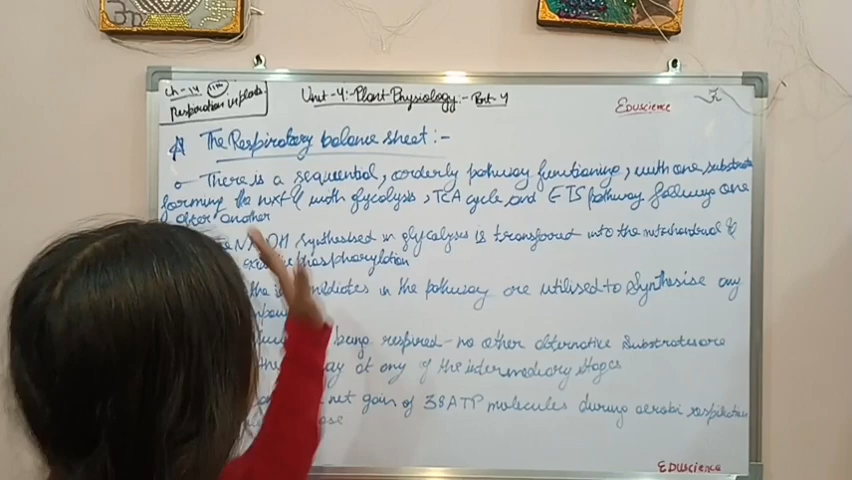 Ch-14 11th
Respiration in plants
Unit-4:- Plant Physiology:- Part-4
EDUSCIENCE
The Respiratory balance sheet:-
There is a sequential, orderly pathway functioning, with one substrate
forming the nxt & with glycolysis, TCA cycle and ETS pathway following one
after another
NADH synthesised in glycolysis is transferred into the mitochondria &
phosphorylation
the in the pathway are utilised to synthesise any
being respired - no other alternative substrates are
the at any of the intermediary stages
net gain of 38 ATP molecules during aerobi respiration
EDUSCIENCE